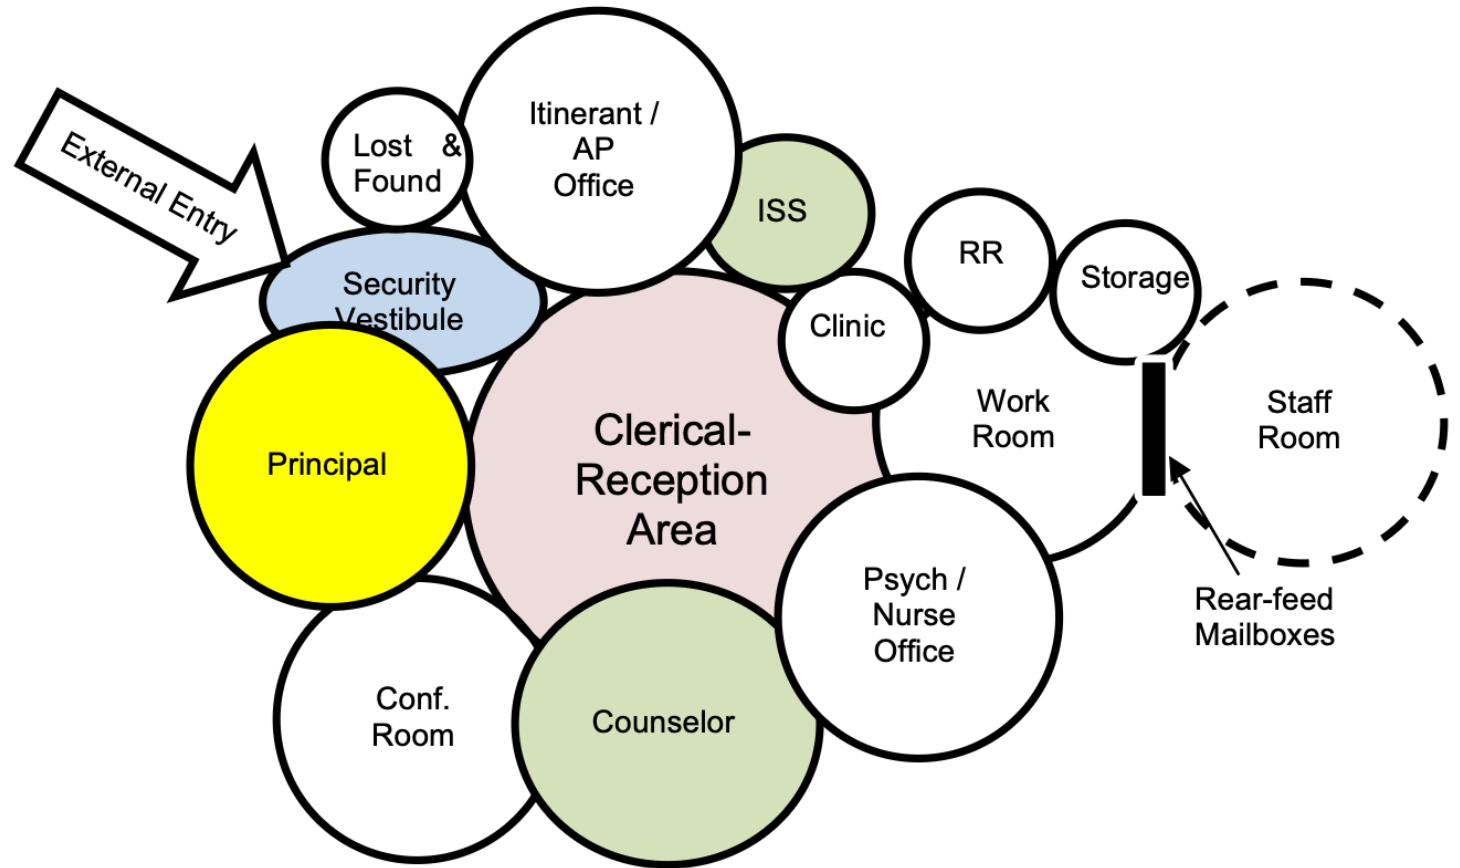 External Entry
Lost & 
Found
Itinerant /
AP
Office
ISS
RR
Storage
Security
Vestibule
Clinic
Principal
Clerical-
Reception
Area
Work
Room
Staff
Room
Rear-feed
Mailboxes
Psych /
Nurse
Office
Conf.
Room
Counselor